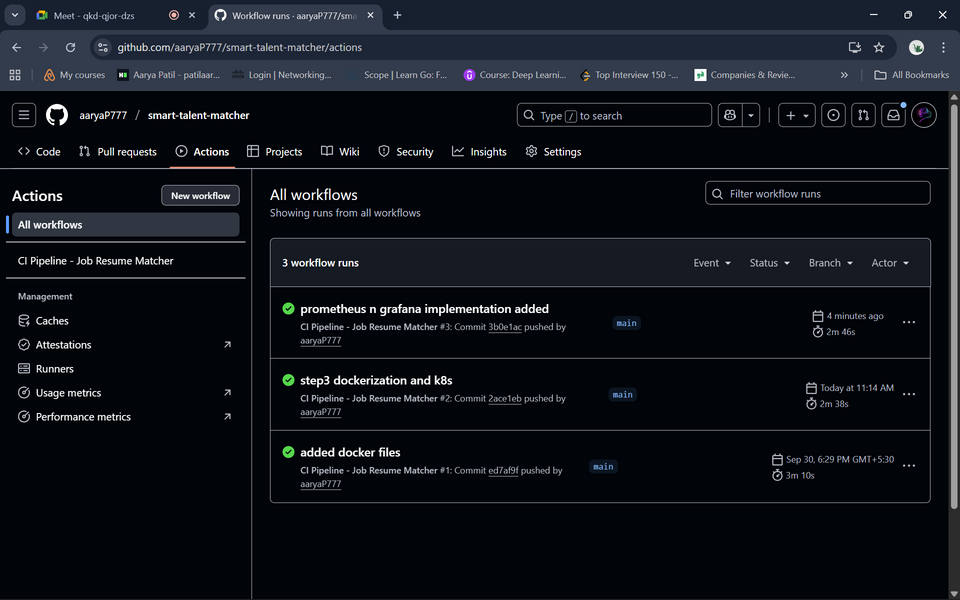 Meet - qkd-qjor-dzs
Workflow runs · aaryaP777/sma
github.com/aaryaP777/smart-talent-matcher/actions
My courses
Aarya Patil - patilaar...
Login | Networking...
Scope | Learn Go: F...
Course: Deep Learni...
Top Interview 150 -...
Companies & Revie...
All Bookmarks
aaryaP777 / smart-talent-matcher
Type / to search
Code
Pull requests
Actions
Projects
Wiki
Security
Insights
Settings
Actions
New workflow
All workflows
CI Pipeline - Job Resume Matcher
Management
Caches
Attestations
Runners
Usage metrics
Performance metrics
All workflows
Showing runs from all workflows
Filter workflow runs
3 workflow runs
Event
Status
Branch
Actor
prometheus n grafana implementation added
CI Pipeline - Job Resume Matcher #3: Commit 3b0e1ac pushed by
aaryaP777
main
4 minutes ago
2m 46s
step3 dockerization and k8s
CI Pipeline - Job Resume Matcher #2: Commit 2ace1eb pushed by
aaryaP777
main
Today at 11:14 AM
2m 38s
added docker files
CI Pipeline - Job Resume Matcher #1: Commit ed7af9f pushed by
aaryaP777
main
Sep 30, 6:29 PM GMT+5:30
3m 10s